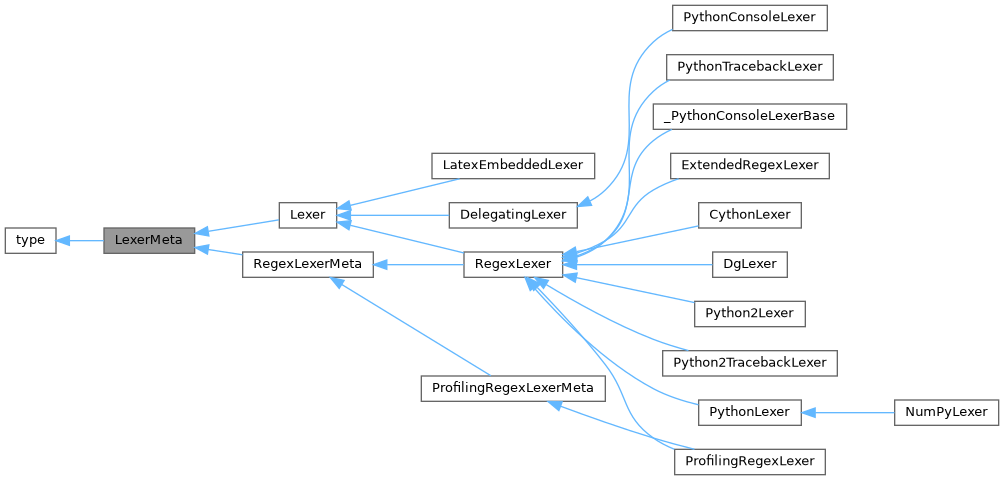 PythonConsoleLexer
PythonTracebackLexer
_PythonConsoleLexerBase
LatexEmbeddedLexer
ExtendedRegexLexer
Lexer
DelegatingLexer
CythonLexer
type
LexerMeta
RegexLexerMeta
RegexLexer
DgLexer
Python2Lexer
Python2TracebackLexer
ProfilingRegexLexerMeta
PythonLexer
NumPyLexer
ProfilingRegexLexer